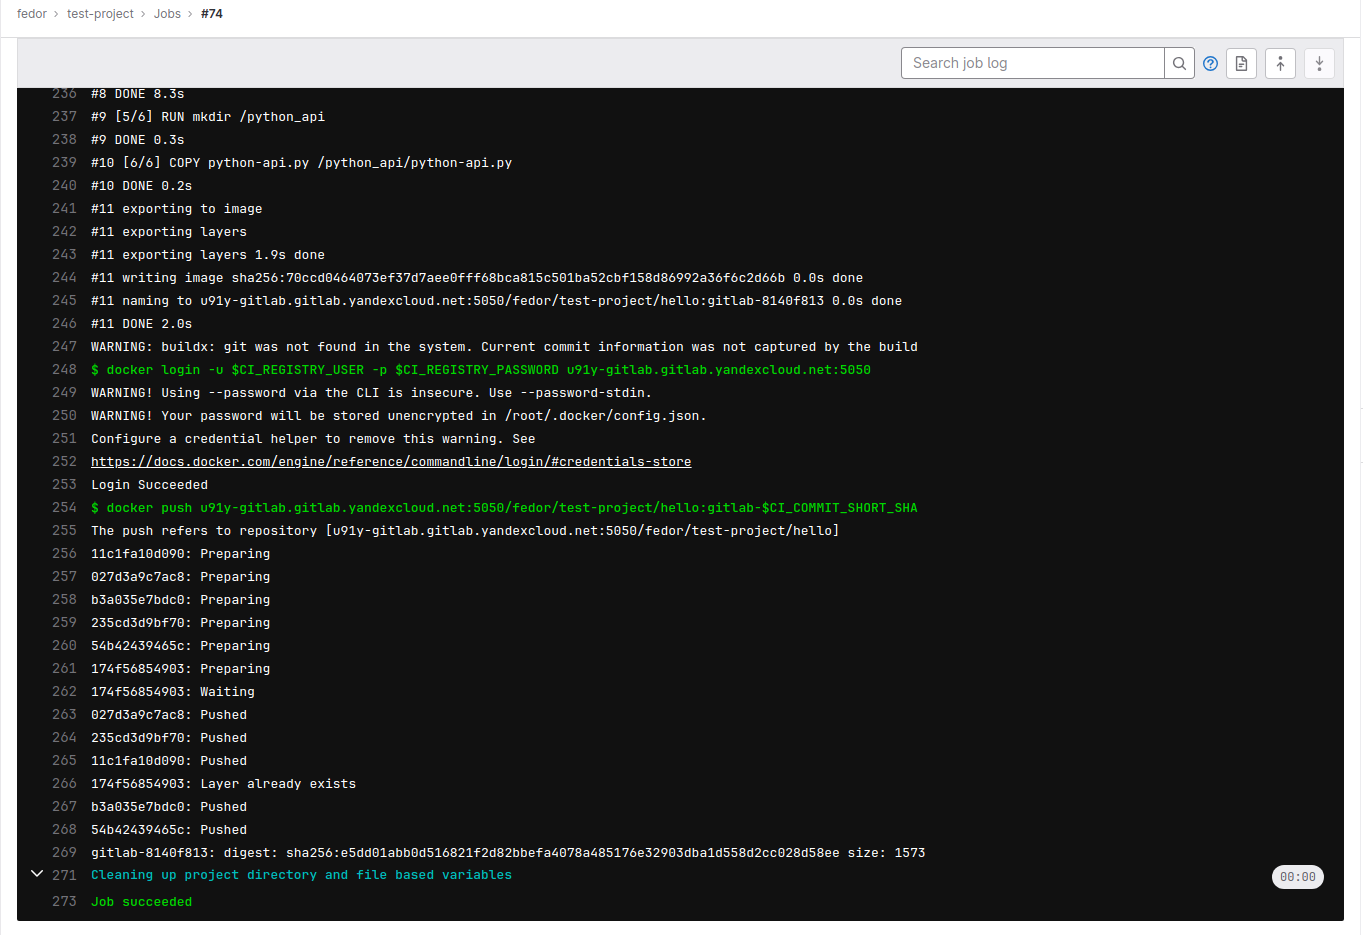 fedor › test-project › Jobs › #74
Search job log
236 #8 DONE 8.3s
237 #9 [5/6] RUN mkdir /python_api
238 #9 DONE 0.3s
239 #10 [6/6] COPY python-api.py /python_api/python-api.py
240 #10 DONE 0.2s
241 #11 exporting to image
242 #11 exporting layers
243 #11 exporting layers 1.9s done
244 #11 writing image sha256:70ccd0464073ef37d7aee0fff68bca815c501ba52cbf158d86992a36f6c2d66b 0.0s done
245 #11 naming to u91y-gitlab.gitlab.yandexcloud.net:5050/fedor/test-project/hello:gitlab-8140f813 0.0s done
246 #11 DONE 2.0s
247 WARNING: buildx: git was not found in the system. Current commit information was not captured by the build
248 $ docker login -u $CI_REGISTRY_USER -p $CI_REGISTRY_PASSWORD u91y-gitlab.gitlab.yandexcloud.net:5050
249 WARNING! Using --password via the CLI is insecure. Use --password-stdin.
250 WARNING! Your password will be stored unencrypted in /root/.docker/config.json.
251 Configure a credential helper to remove this warning. See
252 https://docs.docker.com/engine/reference/commandline/login/#credentials-store
253 Login Succeeded
254 $ docker push u91y-gitlab.gitlab.yandexcloud.net:5050/fedor/test-project/hello:gitlab-$CI_COMMIT_SHORT_SHA
255 The push refers to repository [u91y-gitlab.gitlab.yandexcloud.net:5050/fedor/test-project/hello]
256 11c1fa10d090: Preparing
257 027d3a9c7ac8: Preparing
258 b3a035e7bdc0: Preparing
259 235cd3d9bf70: Preparing
260 54b42439465c: Preparing
261 174f56854903: Preparing
262 174f56854903: Waiting
263 027d3a9c7ac8: Pushed
264 235cd3d9bf70: Pushed
265 11c1fa10d090: Pushed
266 174f56854903: Layer already exists
267 b3a035e7bdc0: Pushed
268 54b42439465c: Pushed
269 gitlab-8140f813: digest: sha256:e5dd01abb0d516821f2d82bbefa4078a485176e32903dba1d558d2cc028d58ee size: 1573
271 Cleaning up project directory and file based variables 00:00
273 Job succeeded